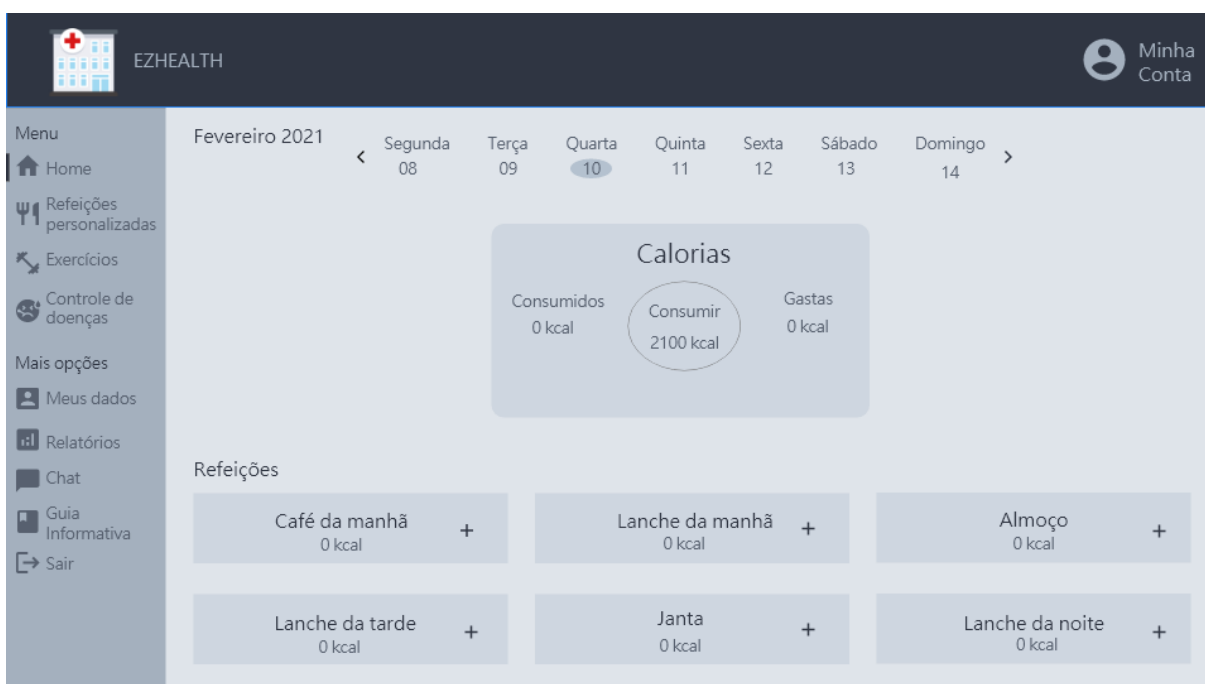 EZHEALTH
Minha
Conta
Menu
Home
Refeições
personalizadas
Exercícios
Controle de
doenças
Mais opções
Meus dados
Relatórios
Chat
Guia
Informativa
Sair
Fevereiro 2021
< Segunda Terça Quarta Quinta Sexta Sábado Domingo >
08 09 10 11 12 13 14
Calorias
Consumidos
0 kcal
Consumir
2100 kcal
Gastas
0 kcal
Refeições
Café da manhã +
0 kcal
Lanche da manhã +
0 kcal
Almoço +
0 kcal
Lanche da tarde +
0 kcal
Janta +
0 kcal
Lanche da noite +
0 kcal